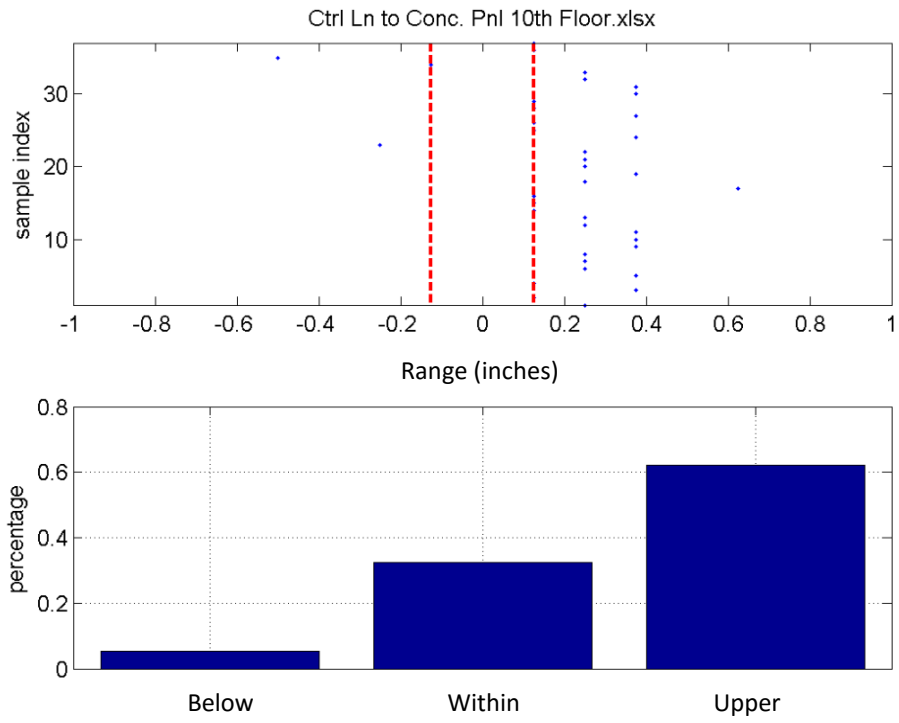 Ctrl Ln to Conc. Pnl 10th Floor.xlsx
30
20
10
sample index
-1 -0.8 -0.6 -0.4 -0.2 0 0.2 0.4 0.6 0.8 1
Range (inches)
0.8
0.6
0.4
0.2
0
percentage
Below Within Upper